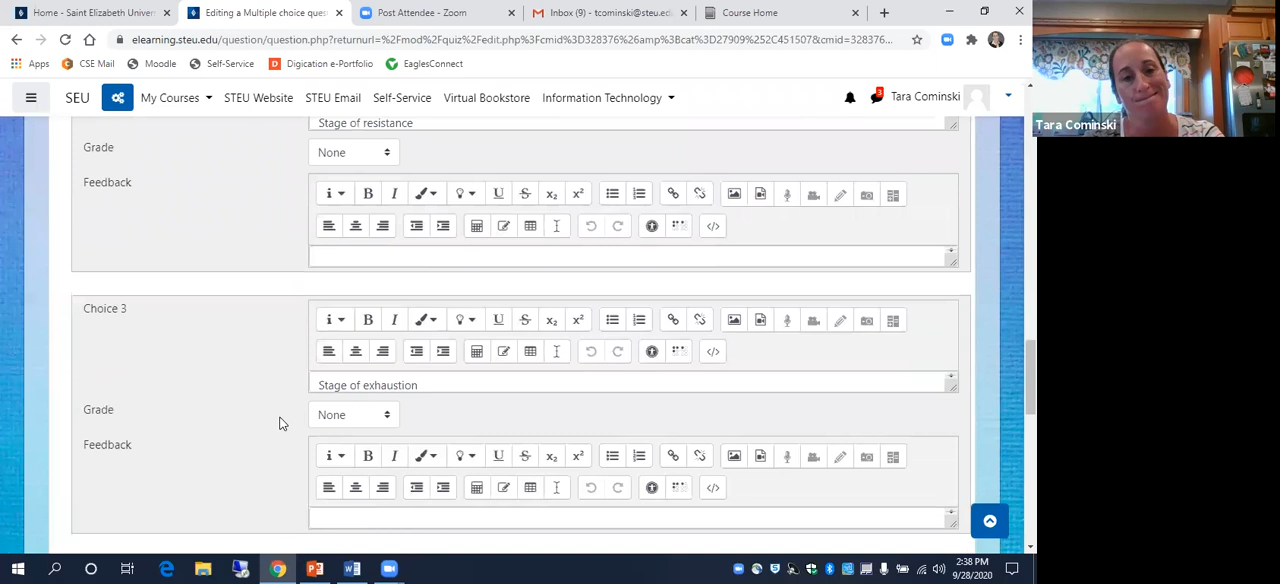 Home - Saint Elizabeth Univer
Editing a Multiple choice ques
Post Attendee - Zoom
Inbox (9) - tcominski@steu.ed
Course Home
elearning.steu.edu/question/question.php?returnurl=%2Fmod%2Fquiz%2Fedit.php%3Fcmid%3D328376%26amp%3Bcat%3D27909%252C451507&cmid=328376...
Apps
CSE Mail
Moodle
Self-Service
Digication e-Portfolio
EaglesConnect
SEU
My Courses
STEU Website
STEU Email
Self-Service
Virtual Bookstore
Information Technology
3
Tara Cominski
Tara Cominski
Stage of resistance
Grade
None
Feedback
Choice 3
Stage of exhaustion
Grade
None
Feedback
2:38 PM
9/28/2020